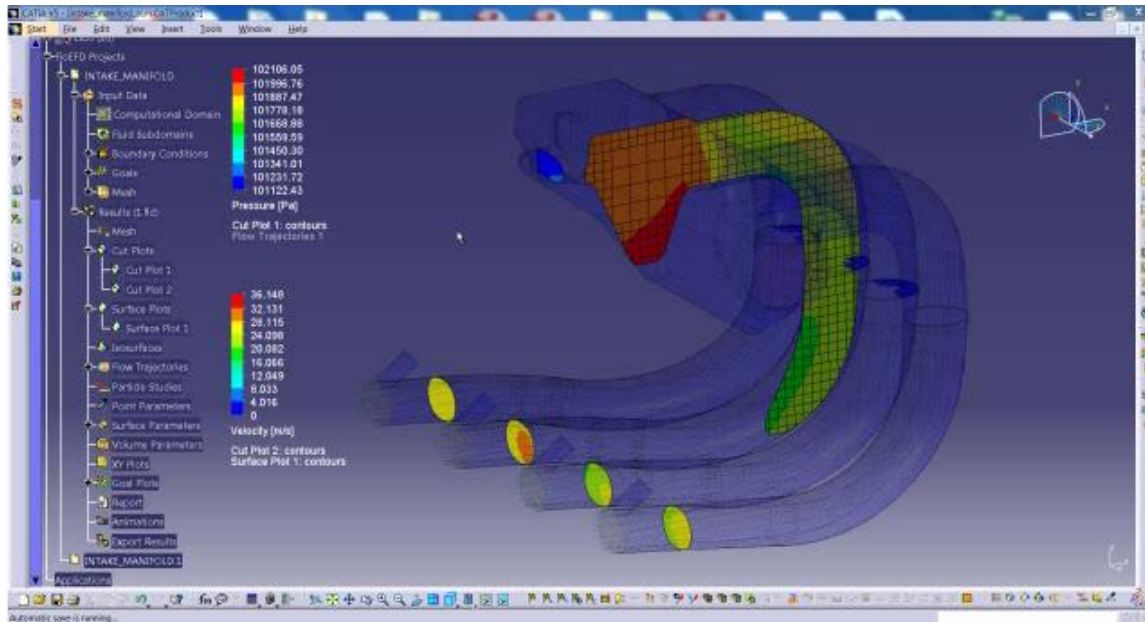 CATIA V5 - [intake_manifold_rom.CATProduct]
Start File Edit View Insert Tools Window Help
FloEFD Projects
INTAKE_MANIFOLD
Input Data
Computational Domain
Fluid Subdomains
Boundary Conditions
Goals
Mesh
Results (1.fld)
Mesh
Cut Plots
Cut Plot 1
Cut Plot 2
Surface Plots
Surface Plot 1
Isosurfaces
Flow Trajectories
Particle Studies
Point Parameters
Surface Parameters
Volume Parameters
XY Plots
Goal Plots
Report
Animations
Export Results
INTAKE_MANIFOLD.1
Applications
102106.05
101996.76
101887.47
101778.18
101668.88
101559.59
101450.30
101341.01
101231.72
101122.43
Pressure [Pa]
Cut Plot 1: contours
Flow Trajectories 1
36.148
32.131
28.115
24.098
20.082
16.066
12.049
8.033
4.016
0
Velocity [m/s]
Cut Plot 2: contours
Surface Plot 1: contours
Automatic save is running...